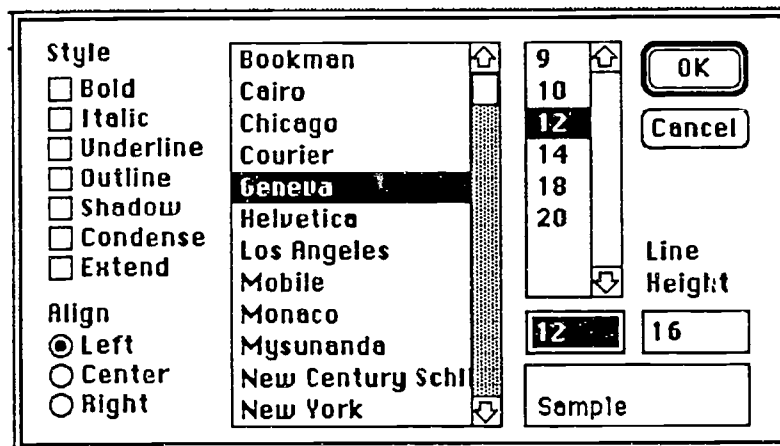 Style
Bold
Italic
Underline
Outline
Shadow
Condense
Extend
Align
Left
Center
Right
Bookman
Cairo
Chicago
Courier
Geneva
Helvetica
Los Angeles
Mobile
Monaco
Mysunanda
New Century Schl
New York
9
10
12
14
18
20
12
OK
Cancel
Line
Height
16
Sample